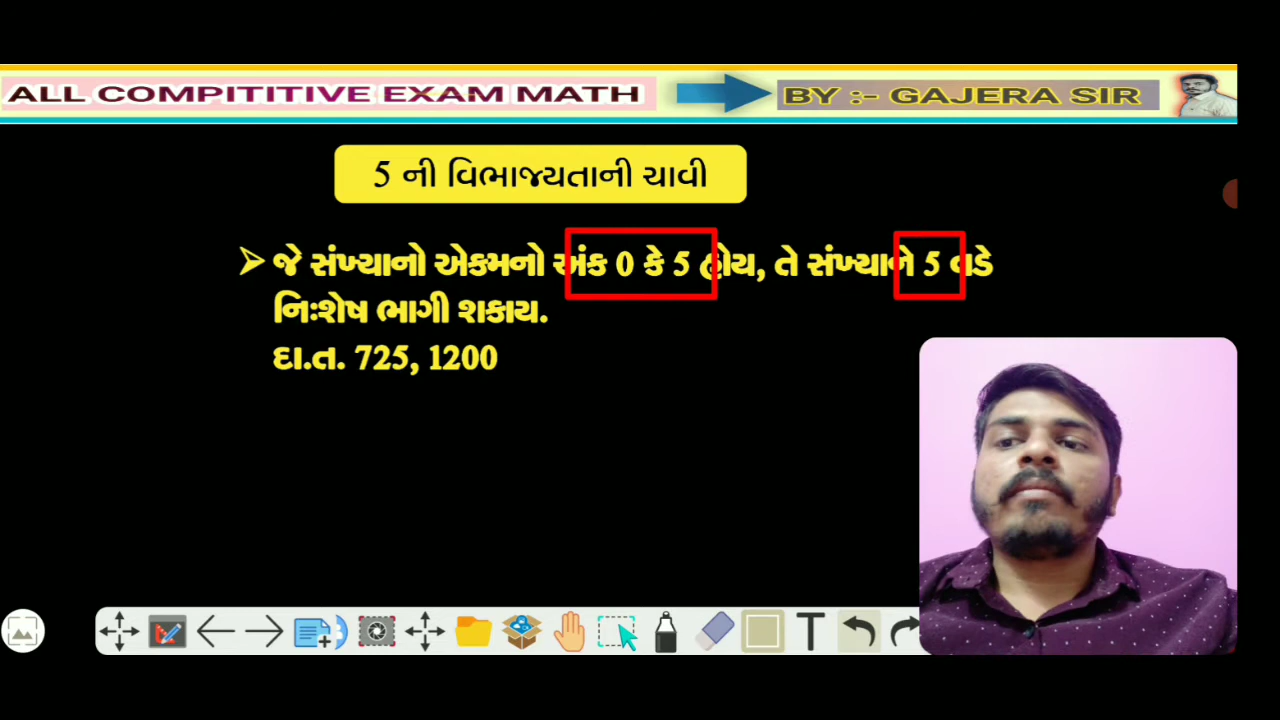 ALL COMPITITIVE EXAM MATH BY :- GAJERA SIR
5 ની વિભાજ્યતાની ચાવી
➢ જે સંખ્યાનો એકમનો અંક 0 કે 5 હોય, તે સંખ્યાને 5 વડે
નિઃશેષ ભાગી શકાય.
દા.ત. 725, 1200
T